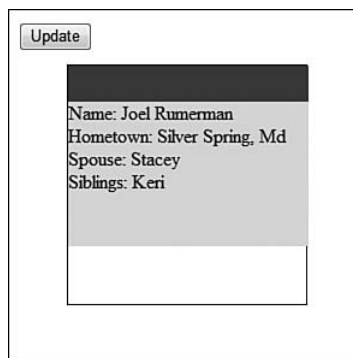 Update
Name: Joel Rumerman
Hometown: Silver Spring, Md
Spouse: Stacey
Siblings: Keri